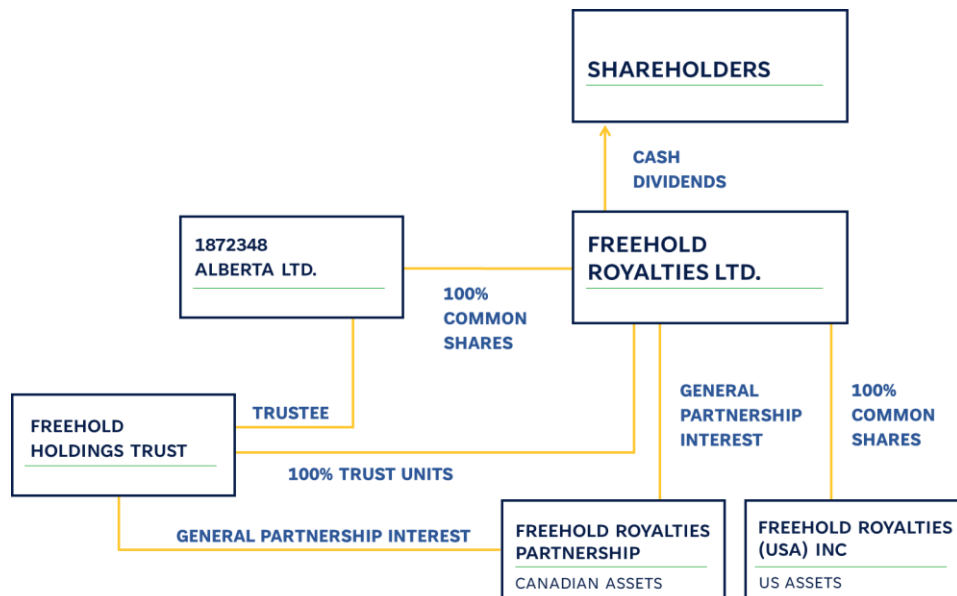 SHAREHOLDERS
CASH
DIVIDENDS
1872348
ALBERTA LTD.
FREEHOLD
ROYALTIES LTD.
100%
COMMON
SHARES
FREEHOLD
HOLDINGS TRUST
TRUSTEE
100% TRUST UNITS
GENERAL
PARTNERSHIP
INTEREST
100%
COMMON
SHARES
GENERAL PARTNERSHIP INTEREST
FREEHOLD ROYALTIES
PARTNERSHIP
CANADIAN ASSETS
FREEHOLD ROYALTIES
(USA) INC
US ASSETS